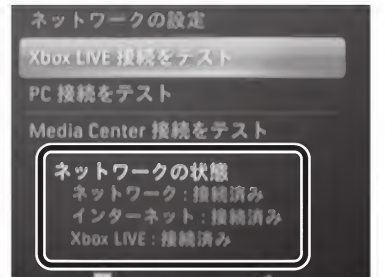 ネットワークの設定
Xbox LIVE 接続をテスト
PC 接続をテスト
Media Center 接続をテスト
ネットワークの状態
ネットワーク : 接続済み
インターネット : 接続済み
Xbox LIVE : 接続済み